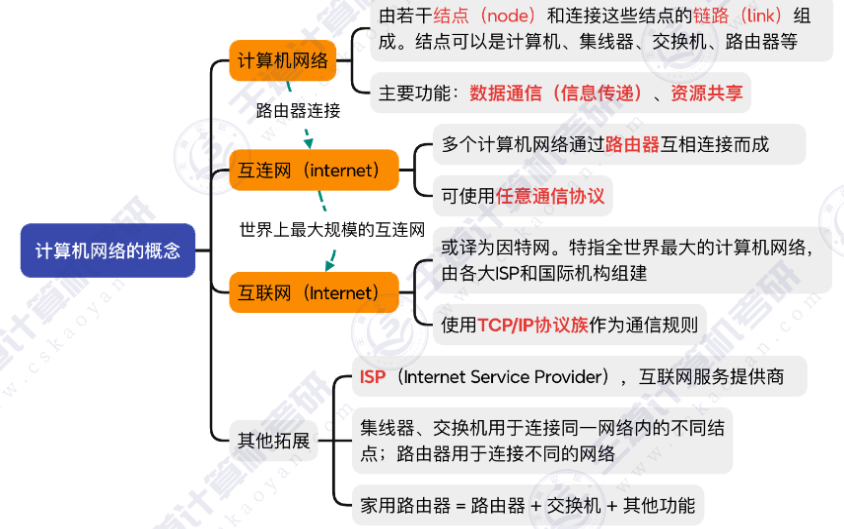 由若干结点（node）和连接这些结点的链路（link）组
成。结点可以是计算机、集线器、交换机、路由器等
计算机网络
主要功能：数据通信（信息传递）、资源共享
路由器连接
多个计算机网络通过路由器互相连接而成
互连网（internet）
可使用任意通信协议
世界上最大规模的互连网
或译为因特网。特指全世界最大的计算机网络，
由各大ISP和国际机构组建
计算机网络的概念
互联网（Internet）
使用TCP/IP协议族作为通信规则
ISP（Internet Service Provider），互联网服务提供商
其他拓展
集线器、交换机用于连接同一网络内的不同结
点；路由器用于连接不同的网络
家用路由器 = 路由器 + 交换机 + 其他功能
王道计算机考研
www.cskaoyan.com